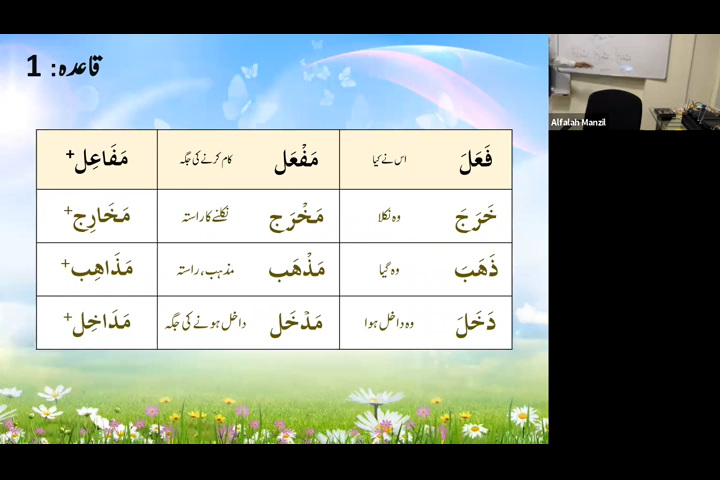 قاعدہ: 1
فَعَلَ اس نے کیا مَفْعَل کام کرنے کی جگہ مَفَاعِل+
خَرَجَ وہ نکلا مَخْرَج نکلنے کا راستہ مَخَارِج+
ذَهَبَ وہ گیا مَذْهَب مذہب، راستہ مَذَاهِب+
دَخَلَ وہ داخل ہوا مَدْخَل داخل ہونے کی جگہ مَدَاخِل+
Alfalah Manzil